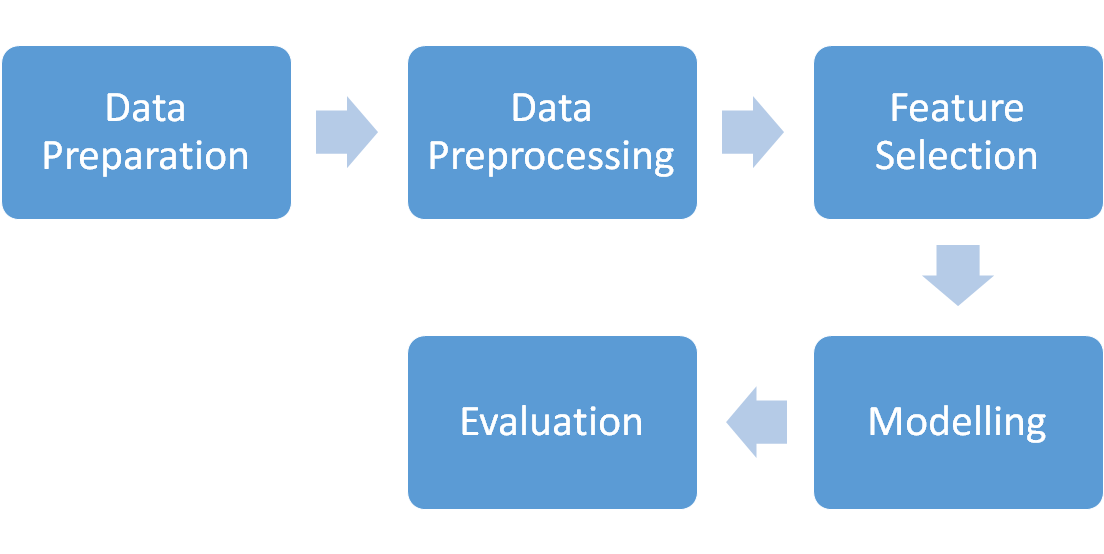 Data
Preparation
Data
Preprocessing
Feature
Selection
Modelling
Evaluation